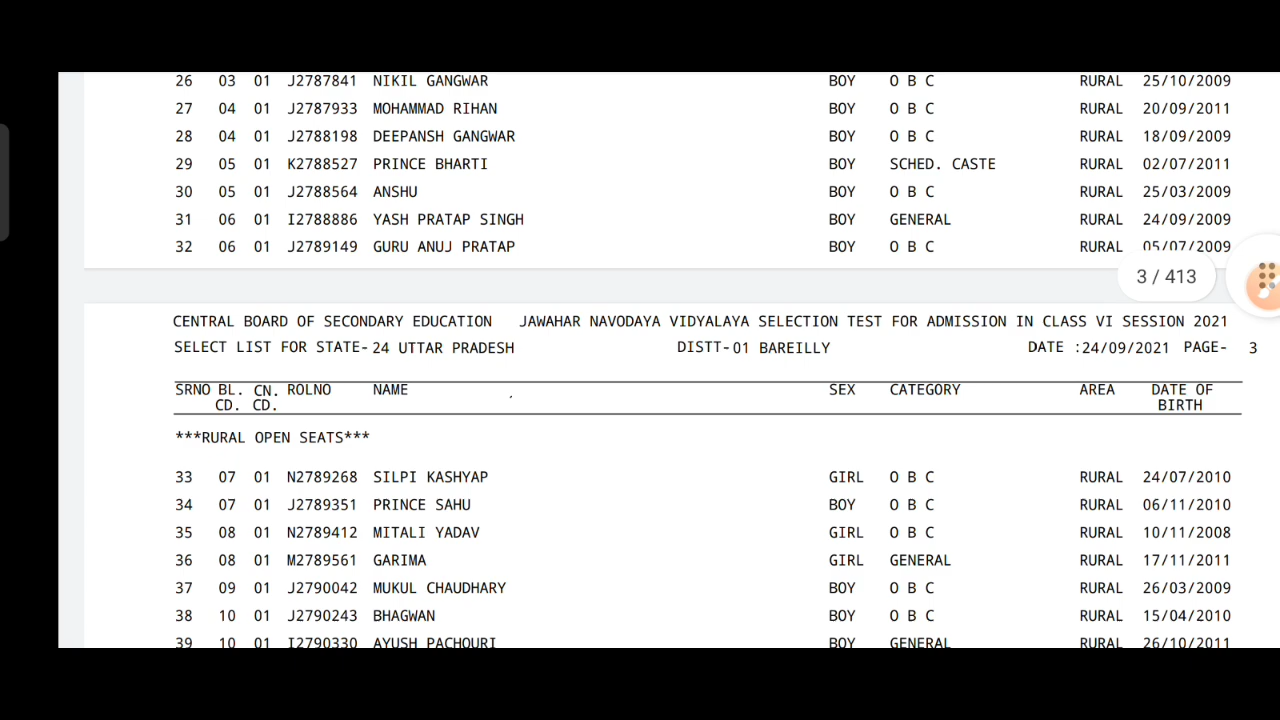 26 03 01 J2787841 NIKIL GANGWAR BOY O B C RURAL 25/10/2009
27 04 01 J2787933 MOHAMMAD RIHAN BOY O B C RURAL 20/09/2011
28 04 01 J2788198 DEEPANSH GANGWAR BOY O B C RURAL 18/09/2009
29 05 01 K2788527 PRINCE BHARTI BOY SCHED. CASTE RURAL 02/07/2011
30 05 01 J2788564 ANSHU BOY O B C RURAL 25/03/2009
31 06 01 I2788886 YASH PRATAP SINGH BOY GENERAL RURAL 24/09/2009
32 06 01 J2789149 GURU ANUJ PRATAP BOY O B C RURAL 05/07/2009
3 / 413
CENTRAL BOARD OF SECONDARY EDUCATION JAWAHAR NAVODAYA VIDYALAYA SELECTION TEST FOR ADMISSION IN CLASS VI SESSION 2021
SELECT LIST FOR STATE- 24 UTTAR PRADESH DISTT- 01 BAREILLY DATE :24/09/2021 PAGE- 3
SRNO BL. CN. ROLNO NAME SEX CATEGORY AREA DATE OF
CD. CD. BIRTH
***RURAL OPEN SEATS***
33 07 01 N2789268 SILPI KASHYAP GIRL O B C RURAL 24/07/2010
34 07 01 J2789351 PRINCE SAHU BOY O B C RURAL 06/11/2010
35 08 01 N2789412 MITALI YADAV GIRL O B C RURAL 10/11/2008
36 08 01 M2789561 GARIMA GIRL GENERAL RURAL 17/11/2011
37 09 01 J2790042 MUKUL CHAUDHARY BOY O B C RURAL 26/03/2009
38 10 01 J2790243 BHAGWAN BOY O B C RURAL 15/04/2010
39 10 01 I2790330 AYUSH PACHOURI BOY GENERAL RURAL 26/10/2011